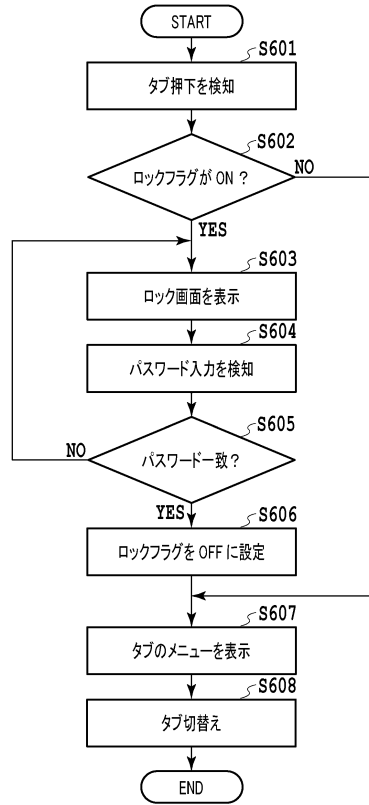 START
S601
タブ押下を検知
S602
ロックフラグが ON ?
NO
YES
S603
ロック画面を表示
S604
パスワード入力を検知
S605
パスワード一致?
NO
YES
S606
ロックフラグを OFF に設定
S607
タブのメニューを表示
S608
タブ切替え
END